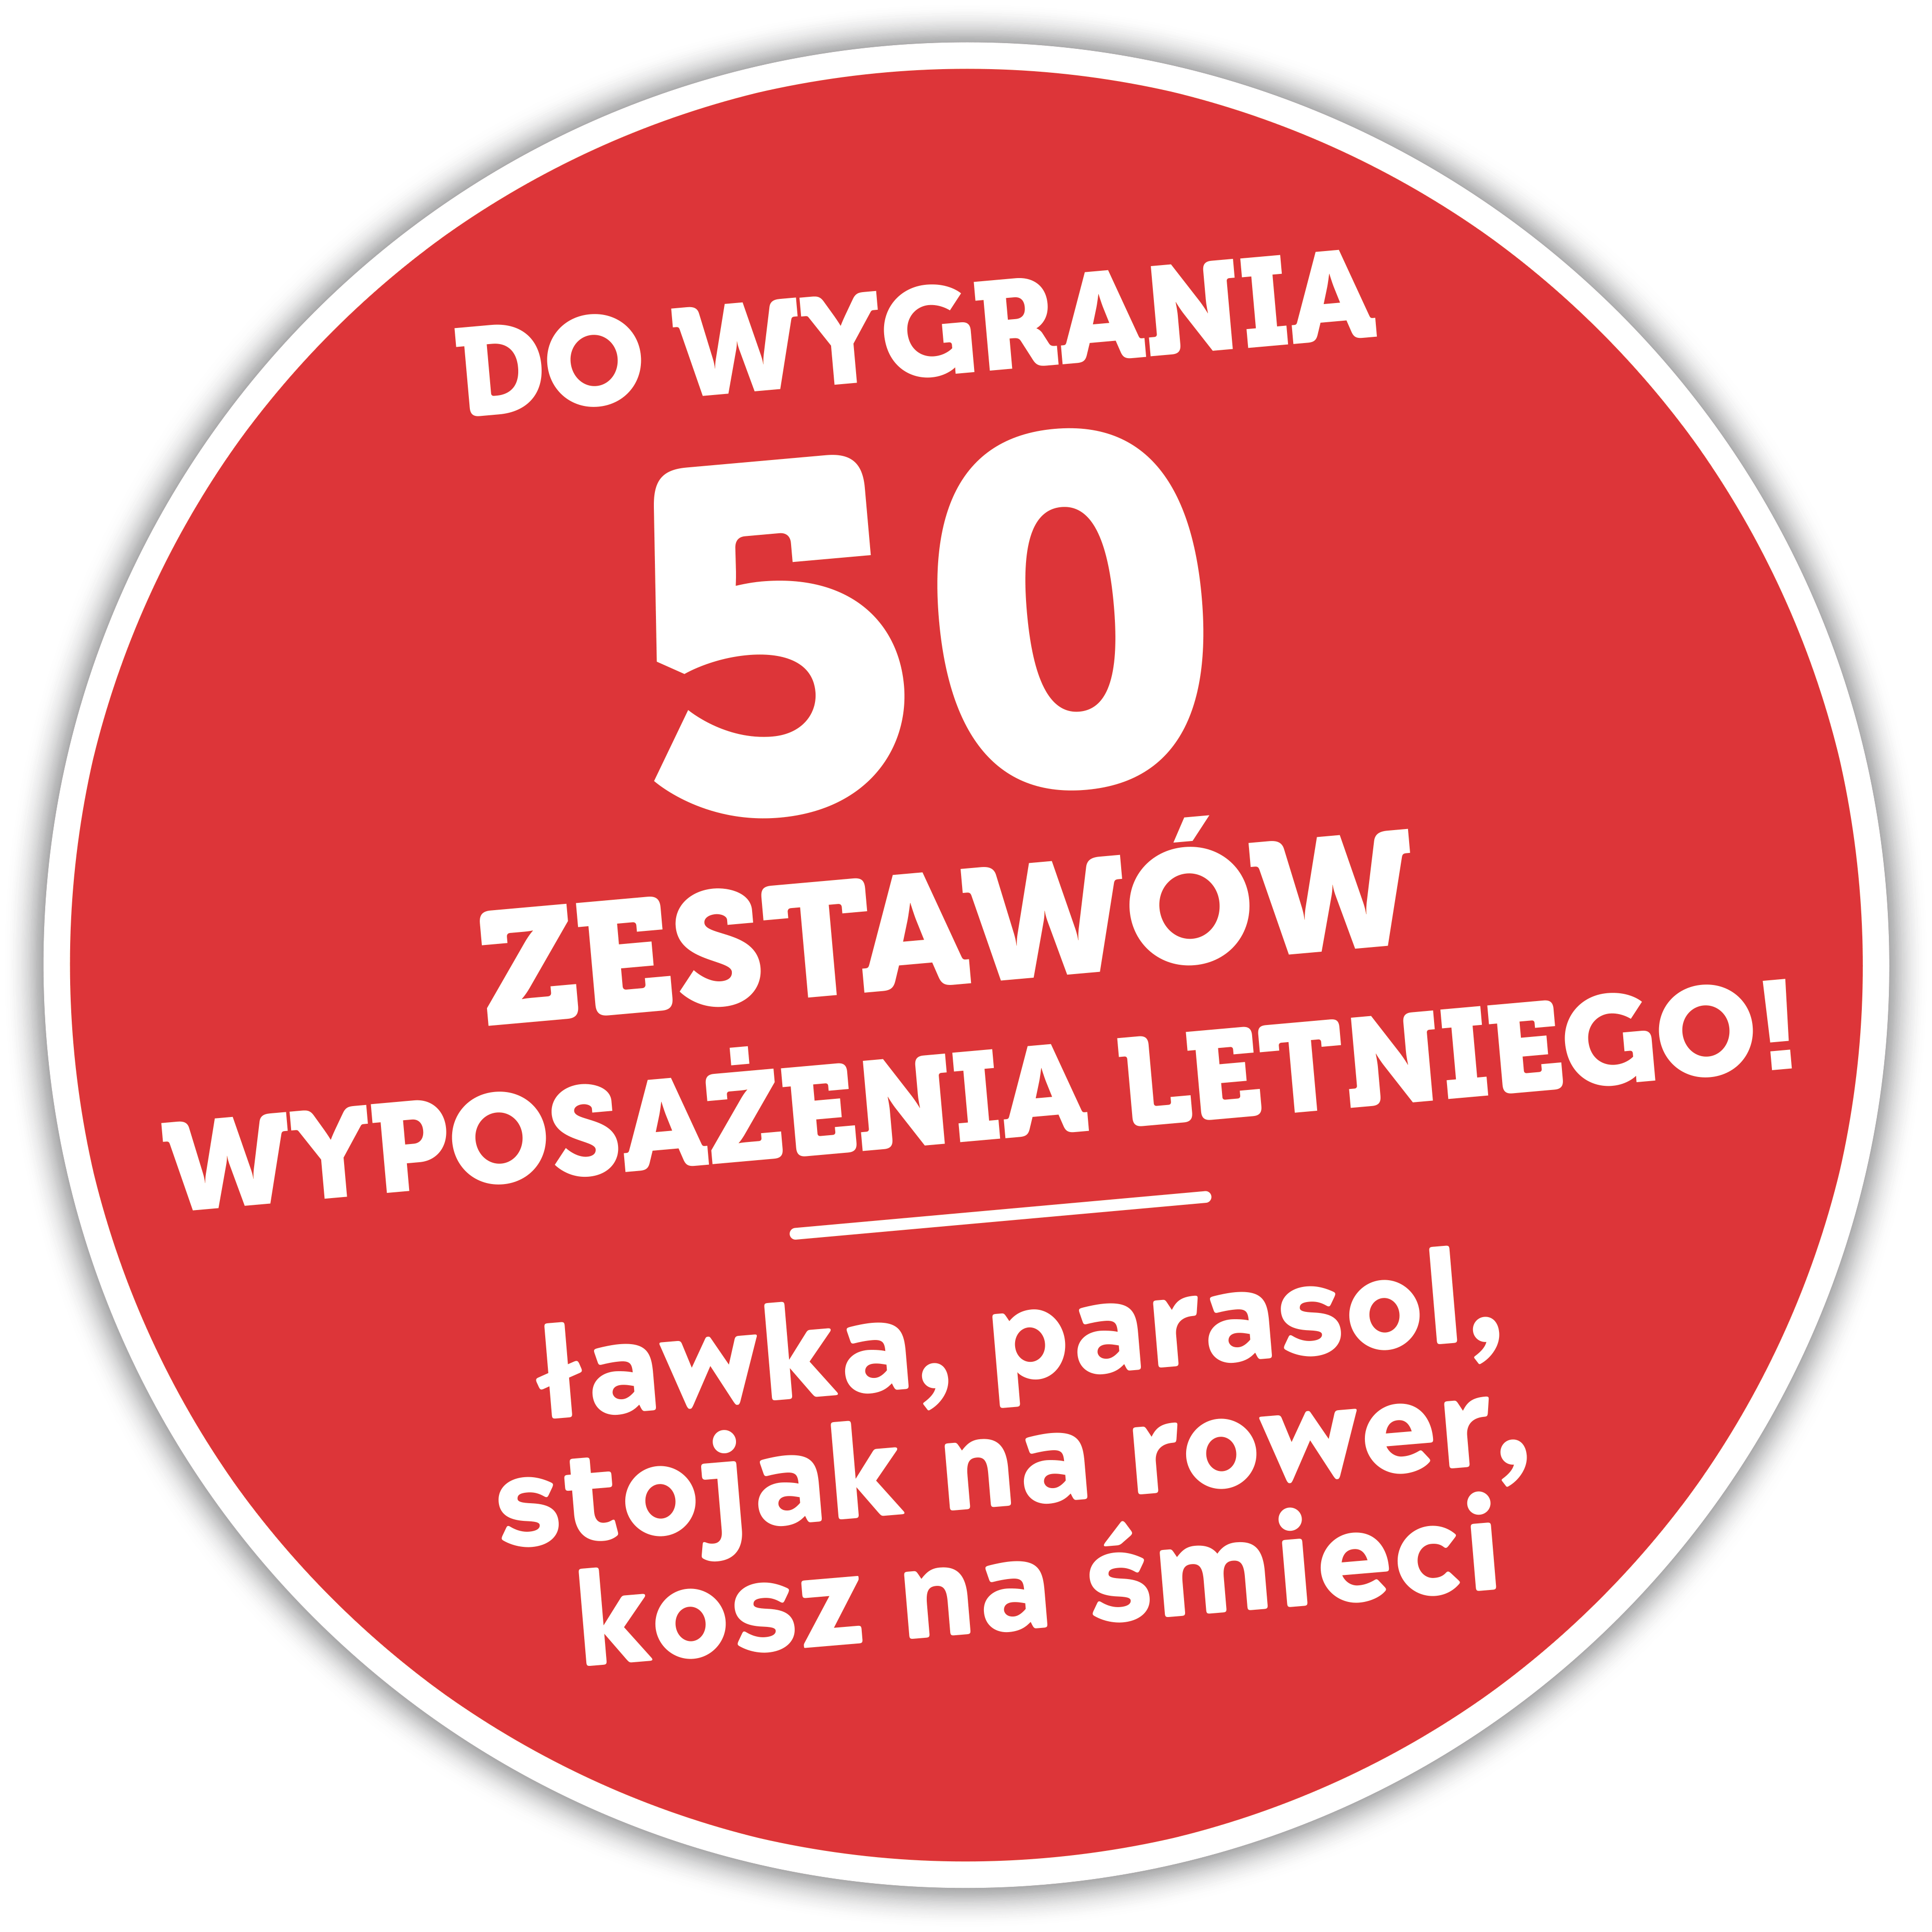 DO WYGRANIA
50
ZESTAWÓW
WYPOSAŻENIA LETNIEGO!
ławka, parasol,
stojak na rower,
kosz na śmieci